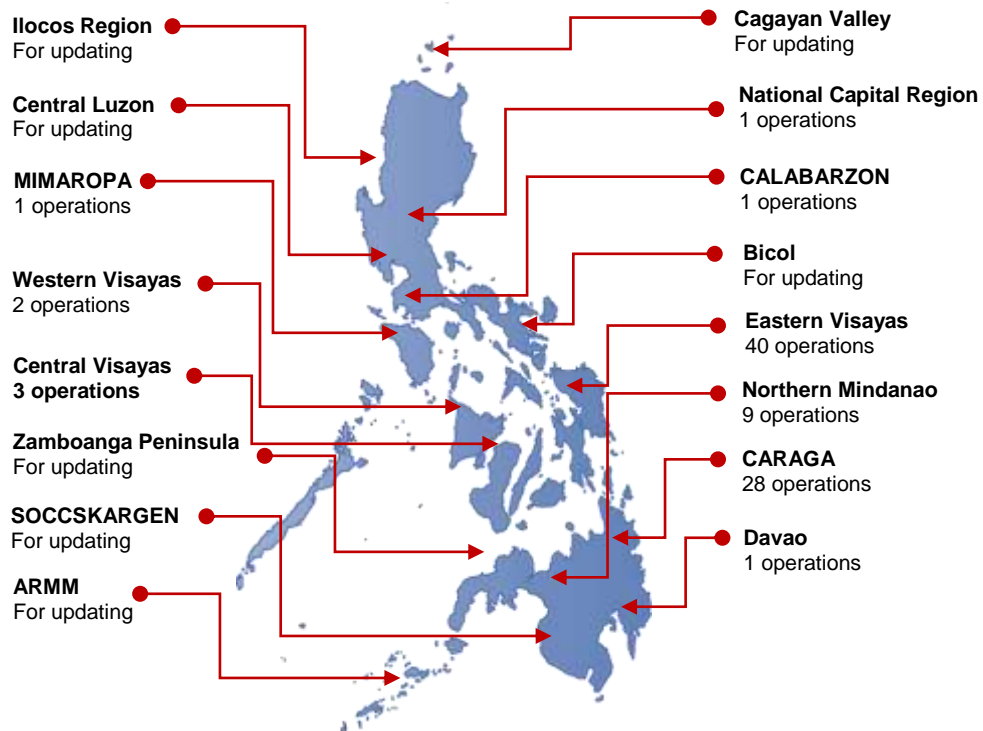 Ilocos Region
For updating
Central Luzon
For updating
MIMAROPA
1 operations
Western Visayas
2 operations
Central Visayas
3 operations
Zamboanga Peninsula
For updating
SOCCSKARGEN
For updating
ARMM
For updating
Cagayan Valley
For updating
National Capital Region
1 operations
CALABARZON
1 operations
Bicol
For updating
Eastern Visayas
40 operations
Northern Mindanao
9 operations
CARAGA
28 operations
Davao
1 operations